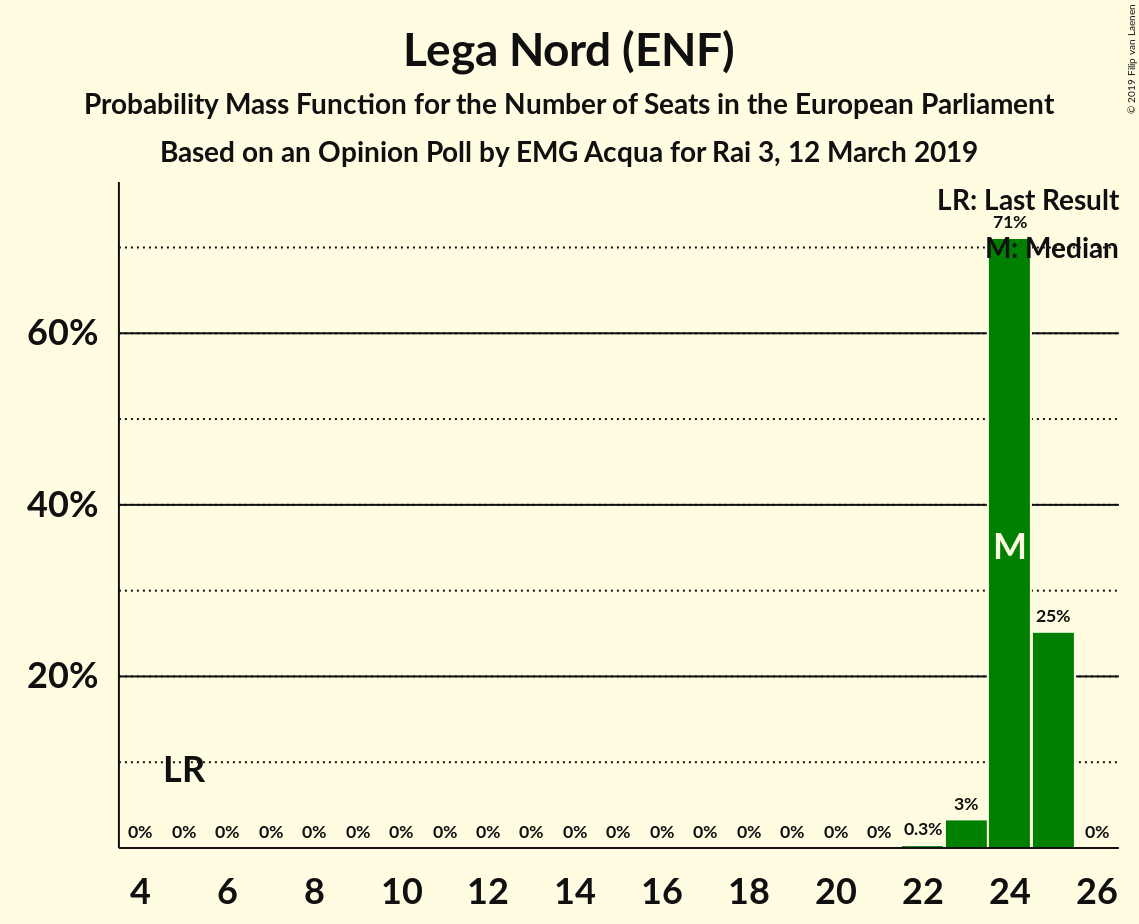 Lega Nord (ENF)
Probability Mass Function for the Number of Seats in the European Parliament
Based on an Opinion Poll by EMG Acqua for Rai 3, 12 March 2019
© 2019 Filip van Laenen
LR: Last Result
71%
M: Median
60%
40%
M
25%
20%
LR
3%
0% 0% 0% 0% 0% 0% 0% 0% 0% 0% 0% 0% 0% 0% 0% 0% 0% 0% 0.3% 0%
4 6 8 10 12 14 16 18 20 22 24 26